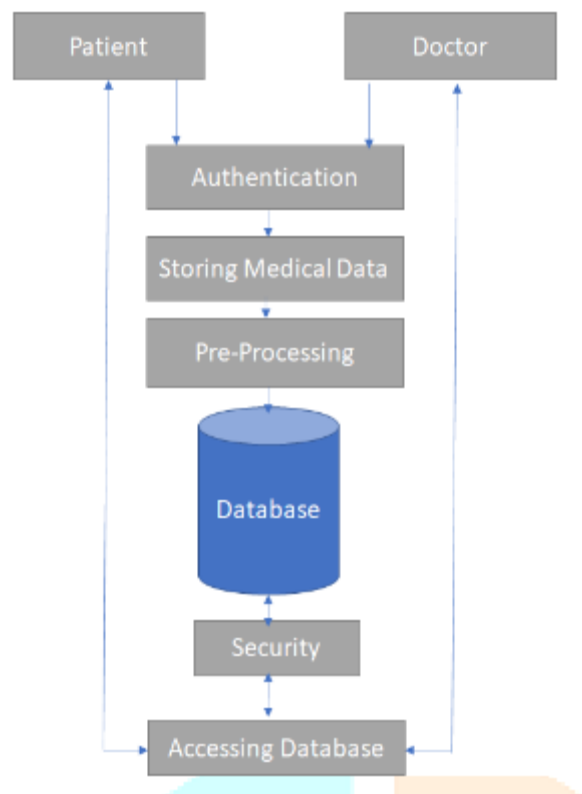 Patient
Doctor
Authentication
Storing Medical Data
Pre-Processing
Database
Security
Accessing Database